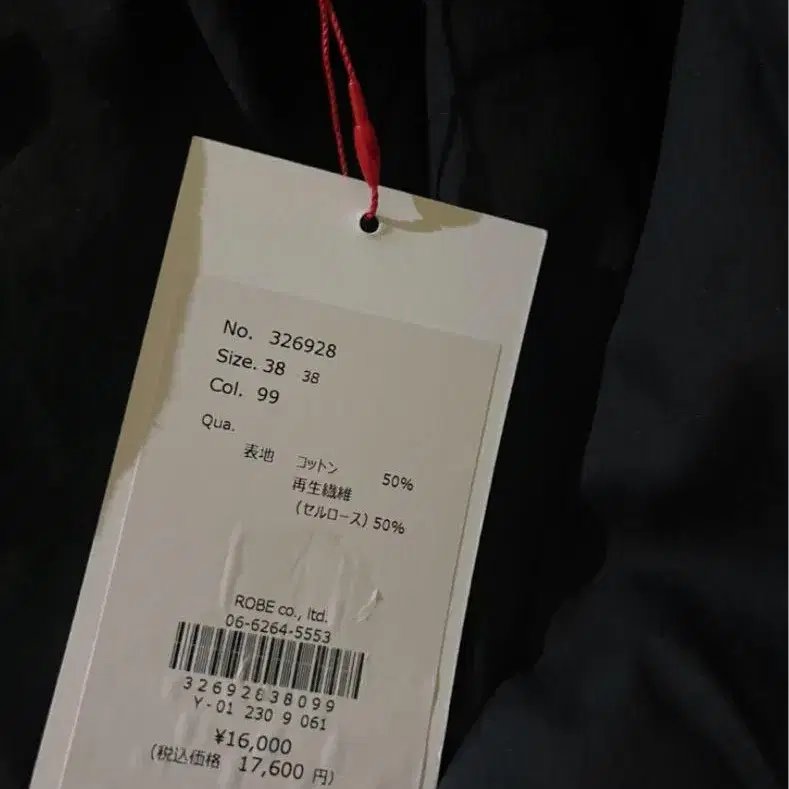 No. 326928
Size. 38 38
Col. 99
Qua.
表地 コットン 50%
再生繊維
(セルロース) 50%
ROBE co., ltd.
06-6264-5553
32692838099
Y-01 230 9 061
¥16,000
(税込価格 17,600 円)